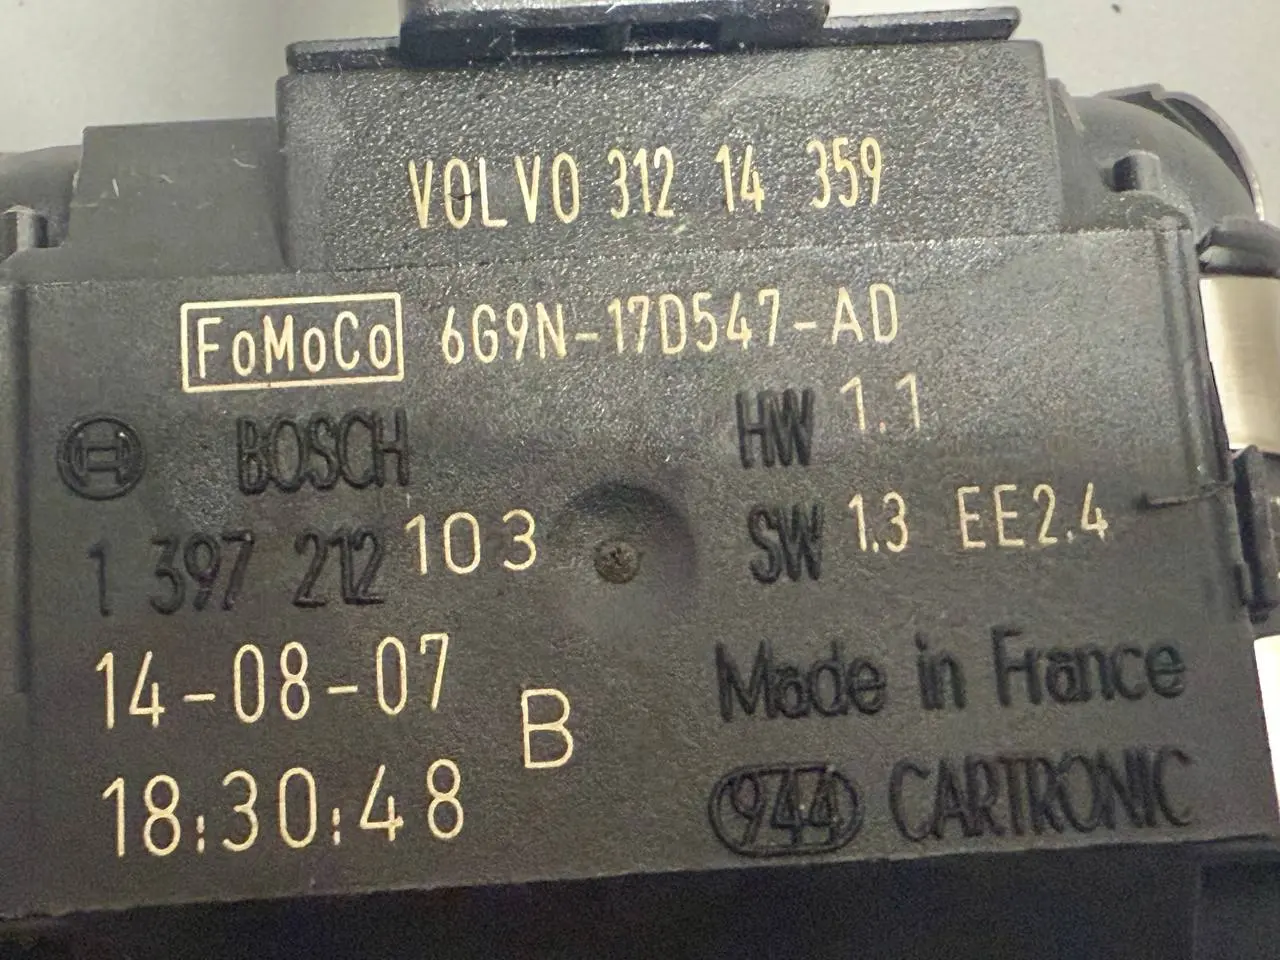 VOLVO 312 14 359
FoMoCo 6G9N-17D547-AD
BOSCH HW 1.1
1 397 212 103 SW 1.3 EE2.4
14-08-07 B Made in France
18:30:48 944 CARTRONIC